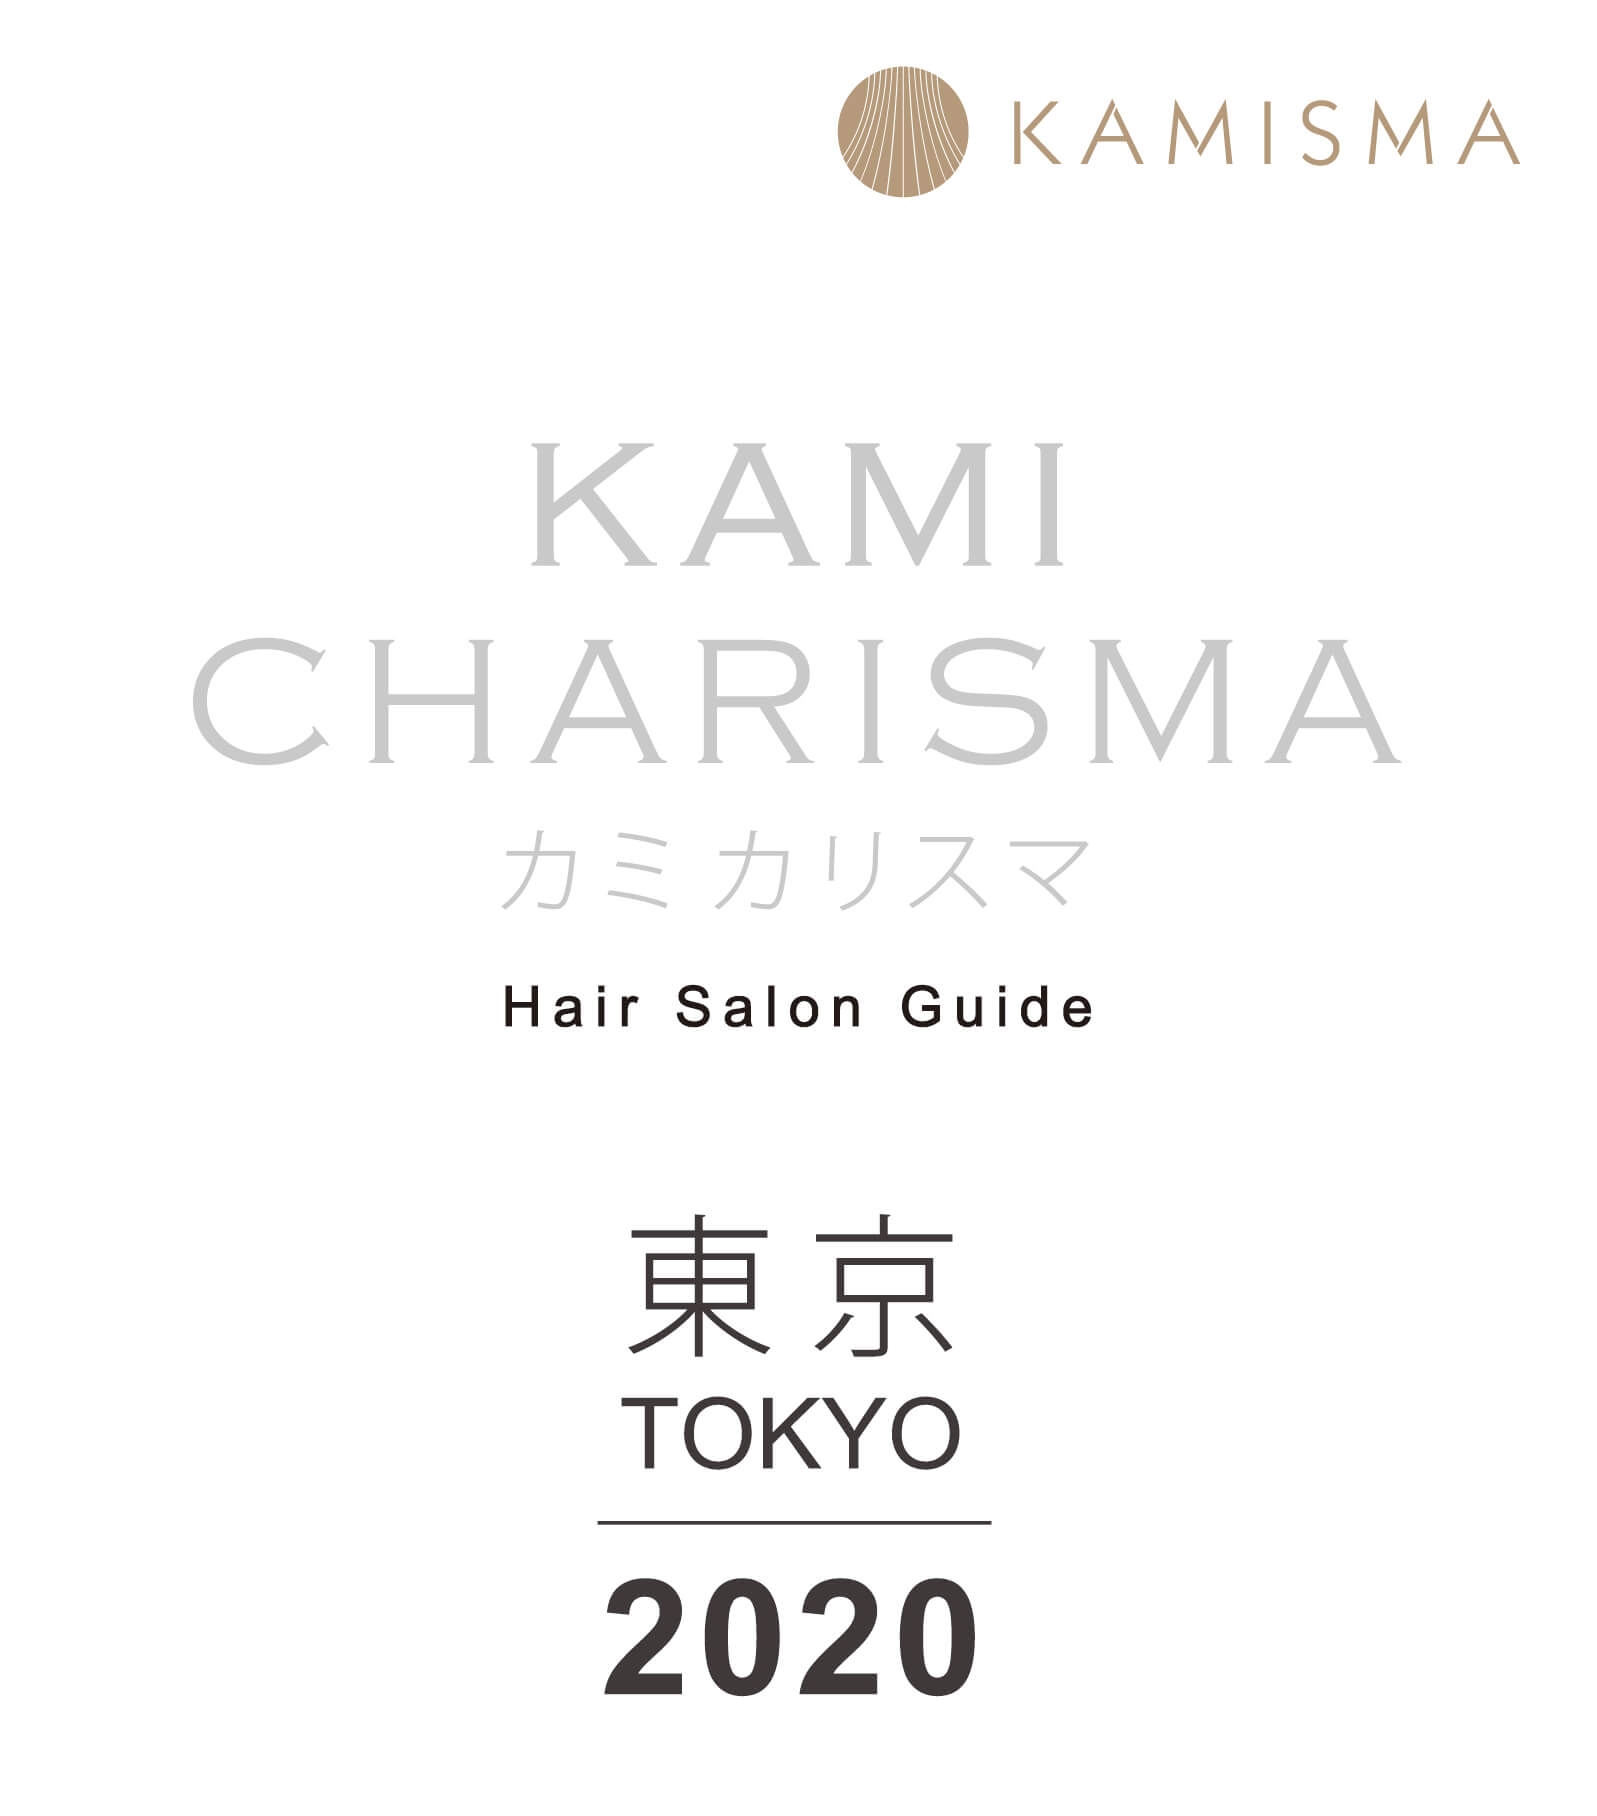 KAMISMA
KAMI
CHARISMA
カミカリスマ
Hair Salon Guide
東京
TOKYO
2020